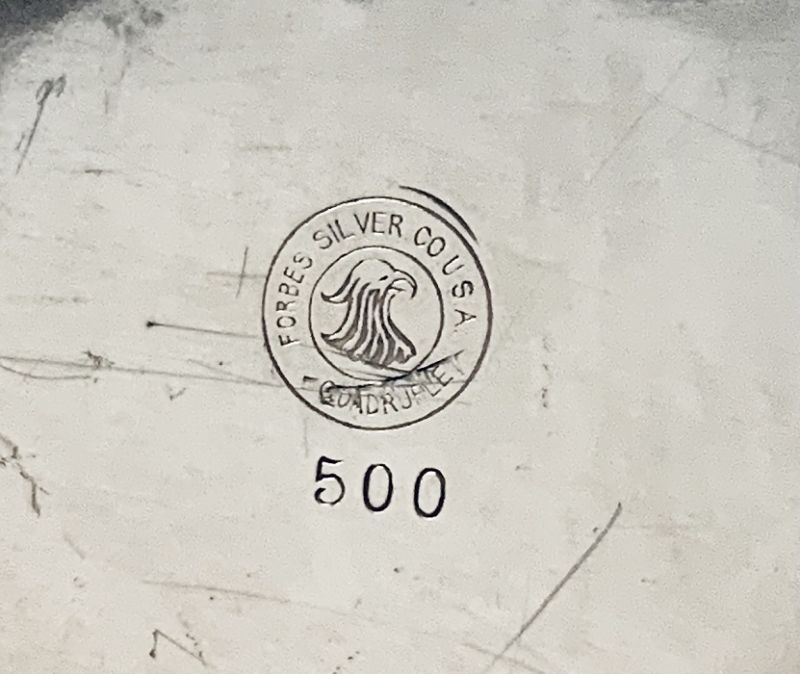 FORBES SILVER CO U.S.A.
QUADRUPLE
500